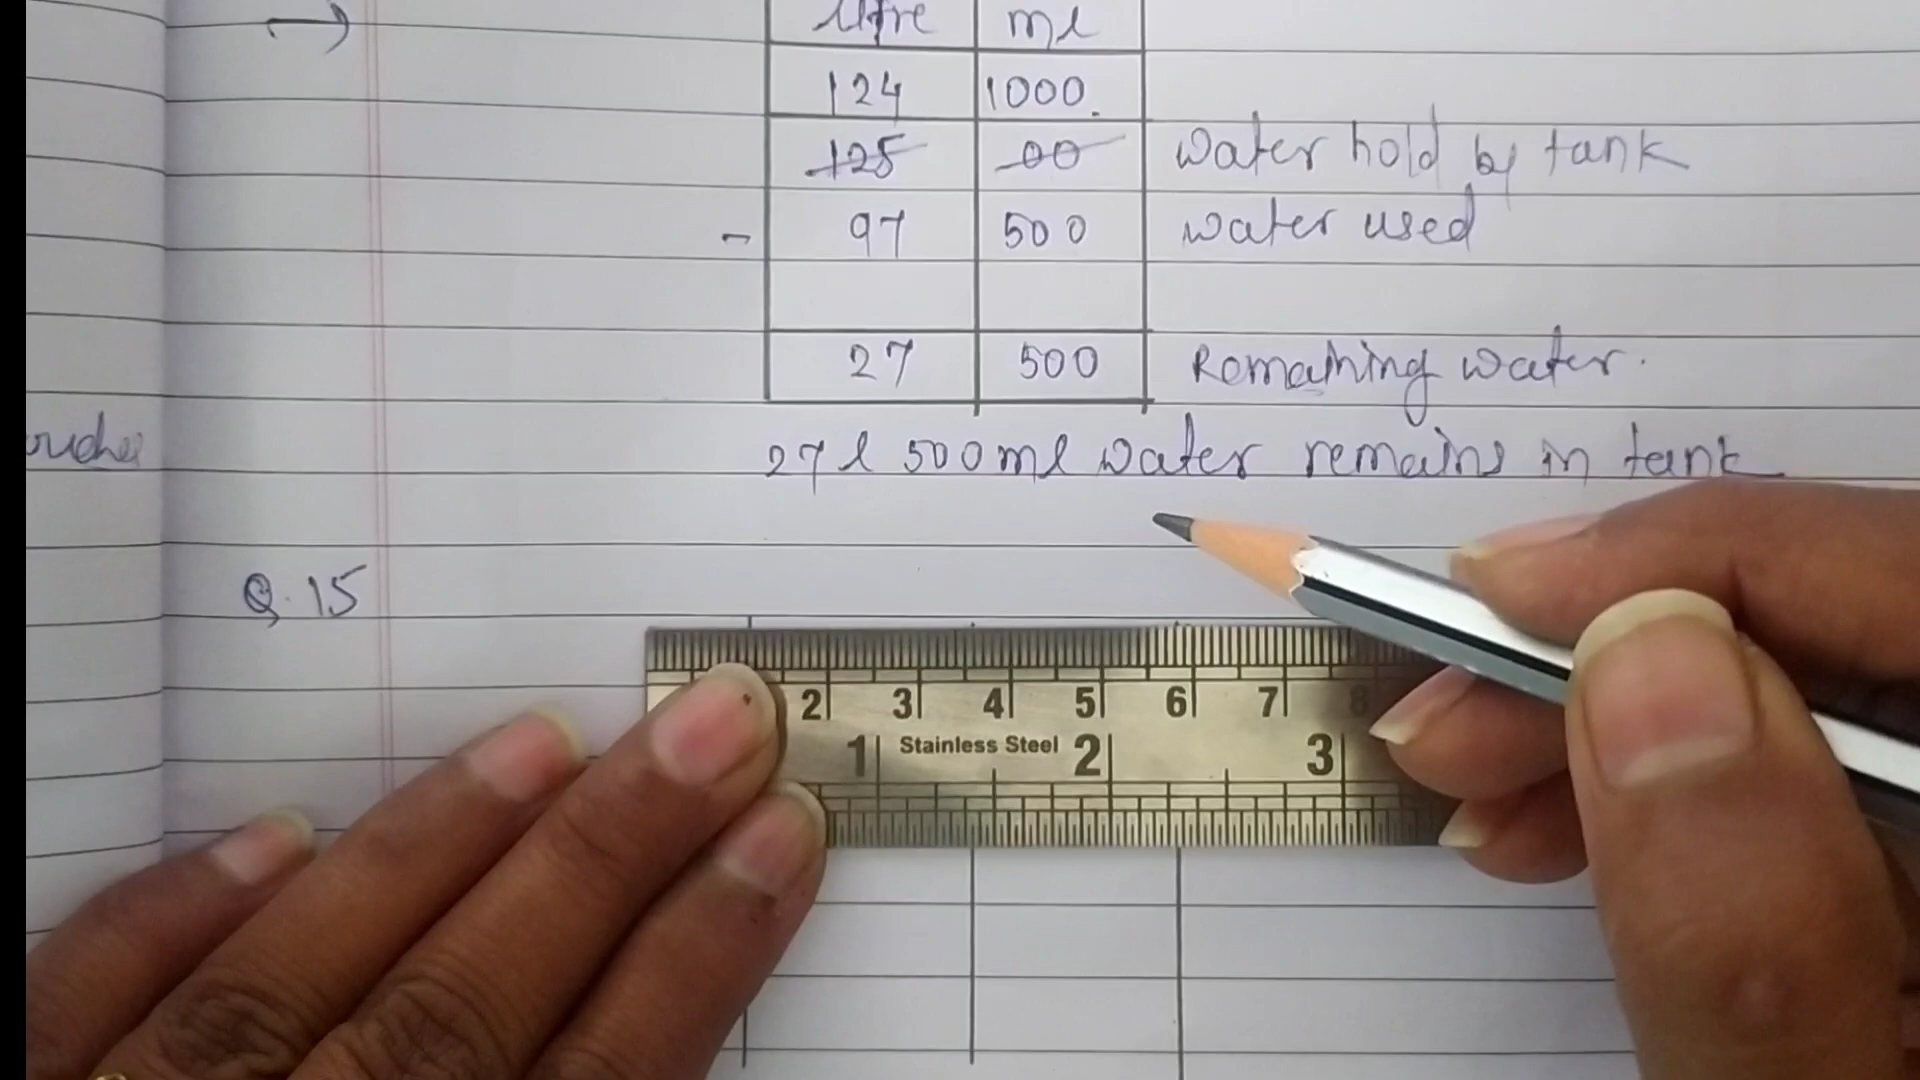 litre ml
124 1000
125 00 Water hold by tank
- 97 500 Water used
27 500 Remaining water.
27 l 500 ml Water remains in tank
Q. 15
2 3 4 5 6 7 8
1 Stainless Steel 2 3